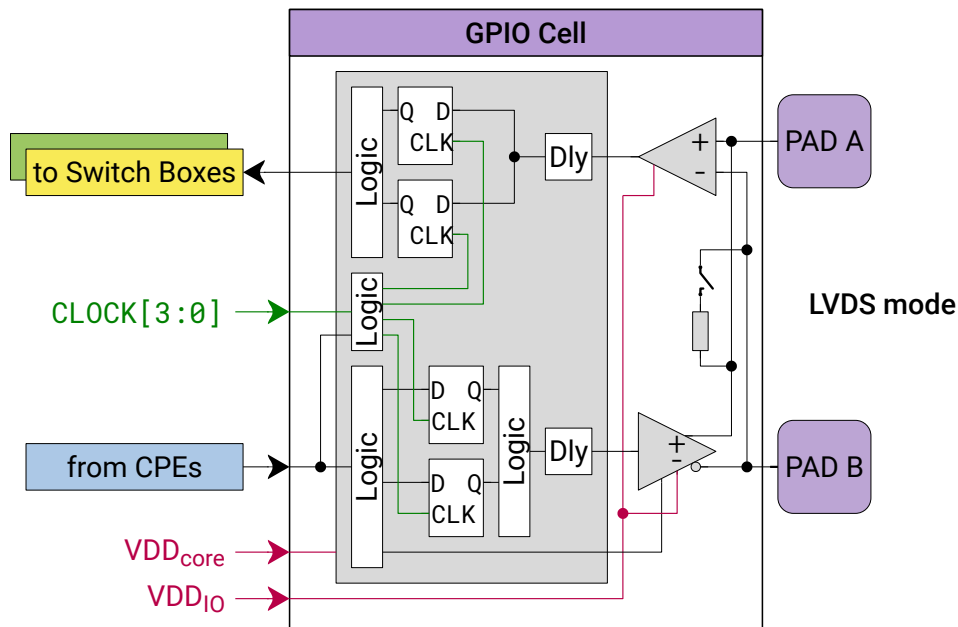 GPIO Cell
Logic
Q D
CLK
Dly
+
-
PAD A
to Switch Boxes
Q D
CLK
CLOCK[3:0]
Logic
LVDS mode
Logic
D Q
CLK
Logic
Dly
+
-
PAD B
from CPEs
D Q
CLK
VDDcore
VDDIO